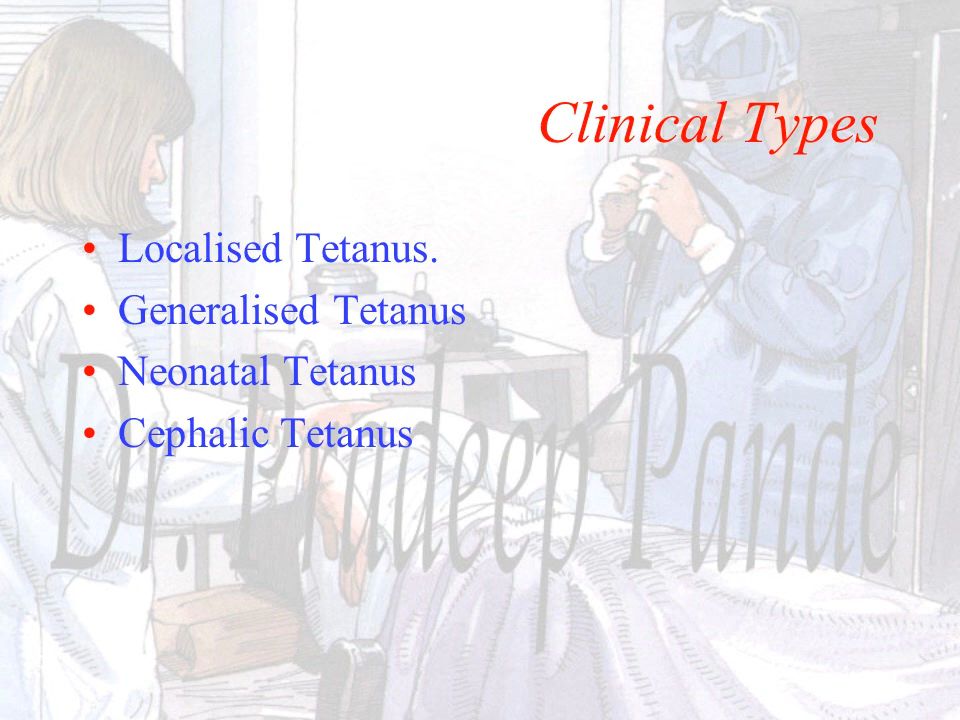 Clinical Types
• Localised Tetanus.
• Generalised Tetanus
• Neonatal Tetanus
• Cephalic Tetanus
Dr. Pradeep Pande